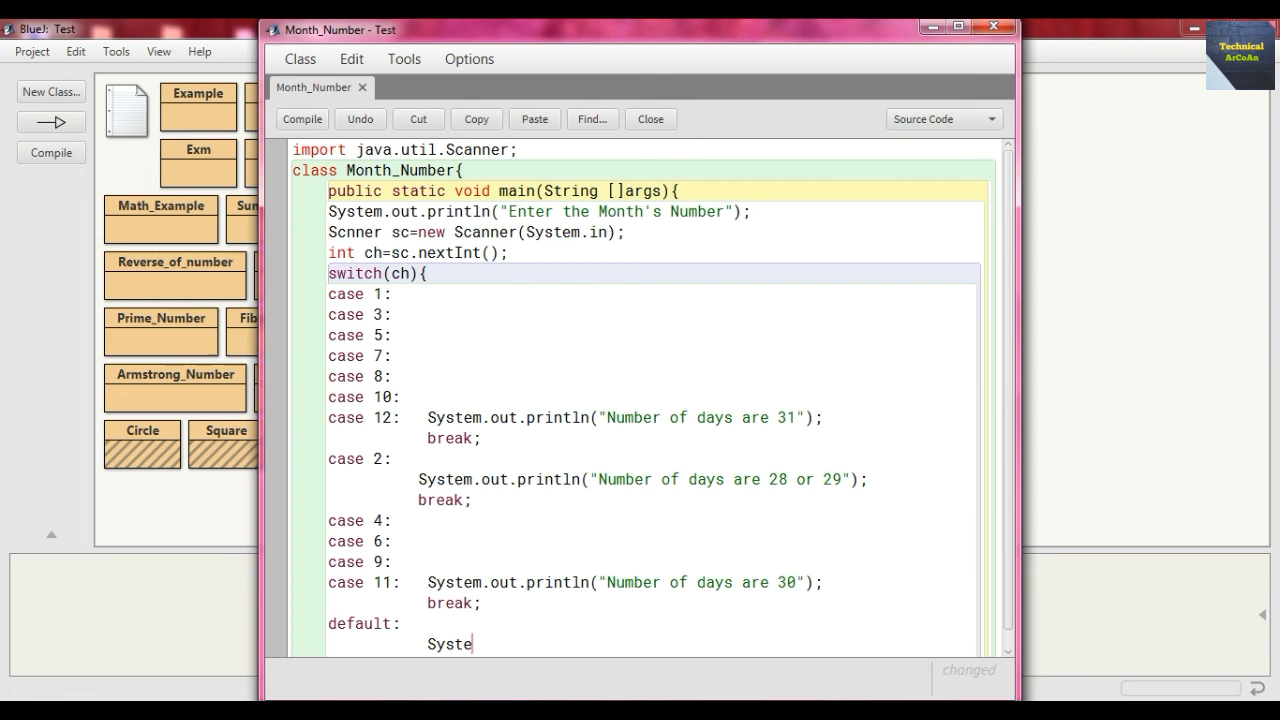 BlueJ: Test
Project Edit Tools View Help
New Class...
Compile
Example
Exm
Math_Example
Sun
Reverse_of_number
Prime_Number
Fib
Armstrong_Number
Circle
Square
Month_Number - Test
Class Edit Tools Options
Month_Number
Compile Undo Cut Copy Paste Find... Close Source Code
import java.util.Scanner;
class Month_Number{
public static void main(String []args){
System.out.println("Enter the Month's Number");
Scnner sc=new Scanner(System.in);
int ch=sc.nextInt();
switch(ch){
case 1:
case 3:
case 5:
case 7:
case 8:
case 10:
case 12: System.out.println("Number of days are 31");
break;
case 2:
System.out.println("Number of days are 28 or 29");
break;
case 4:
case 6:
case 9:
case 11: System.out.println("Number of days are 30");
break;
default:
Syste
changed
Technical
ArCoAn